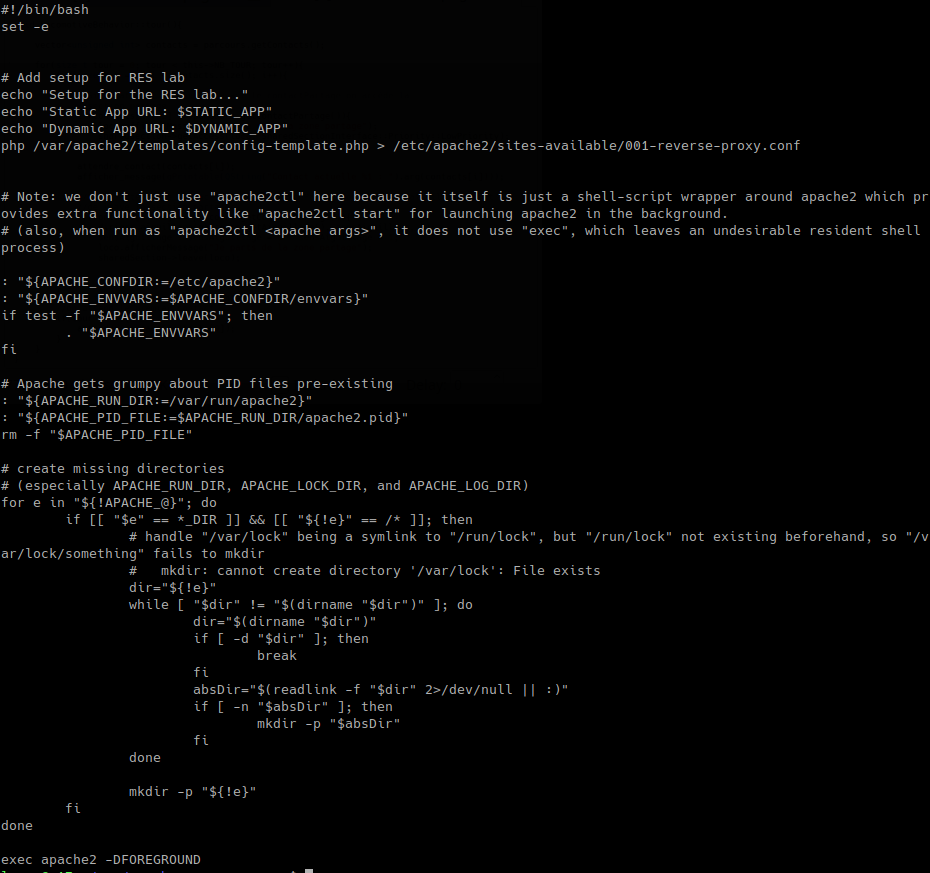 #!/bin/bash
set -e
# Add setup for RES lab
echo "Setup for the RES lab..."
echo "Static App URL: $STATIC_APP"
echo "Dynamic App URL: $DYNAMIC_APP"
php /var/apache2/templates/config-template.php > /etc/apache2/sites-available/001-reverse-proxy.conf
# Note: we don't just use "apache2ctl" here because it itself is just a shell-script wrapper around apache2 which pr
ovides extra functionality like "apache2ctl start" for launching apache2 in the background.
# (also, when run as "apache2ctl <apache args>", it does not use "exec", which leaves an undesirable resident shell
process)
: "${APACHE_CONFDIR:=/etc/apache2}"
: "${APACHE_ENVVARS:=$APACHE_CONFDIR/envvars}"
if test -f "$APACHE_ENVVARS"; then
        . "$APACHE_ENVVARS"
fi
# Apache gets grumpy about PID files pre-existing
: "${APACHE_RUN_DIR:=/var/run/apache2}"
: "${APACHE_PID_FILE:=$APACHE_RUN_DIR/apache2.pid}"
rm -f "$APACHE_PID_FILE"
# create missing directories
# (especially APACHE_RUN_DIR, APACHE_LOCK_DIR, and APACHE_LOG_DIR)
for e in "${!APACHE_@}"; do
        if [[ "$e" == *_DIR ]] && [[ "${!e}" == /* ]]; then
                # handle "/var/lock" being a symlink to "/run/lock", but "/run/lock" not existing beforehand, so "/v
ar/lock/something" fails to mkdir
                #   mkdir: cannot create directory '/var/lock': File exists
                dir="${!e}"
                while [ "$dir" != "$(dirname "$dir")" ]; do
                        dir="$(dirname "$dir")"
                        if [ -d "$dir" ]; then
                                break
                        fi
                        absDir="$(readlink -f "$dir" 2>/dev/null || :)"
                        if [ -n "$absDir" ]; then
                                mkdir -p "$absDir"
                        fi
                done
                mkdir -p "${!e}"
        fi
done
exec apache2 -DFOREGROUND